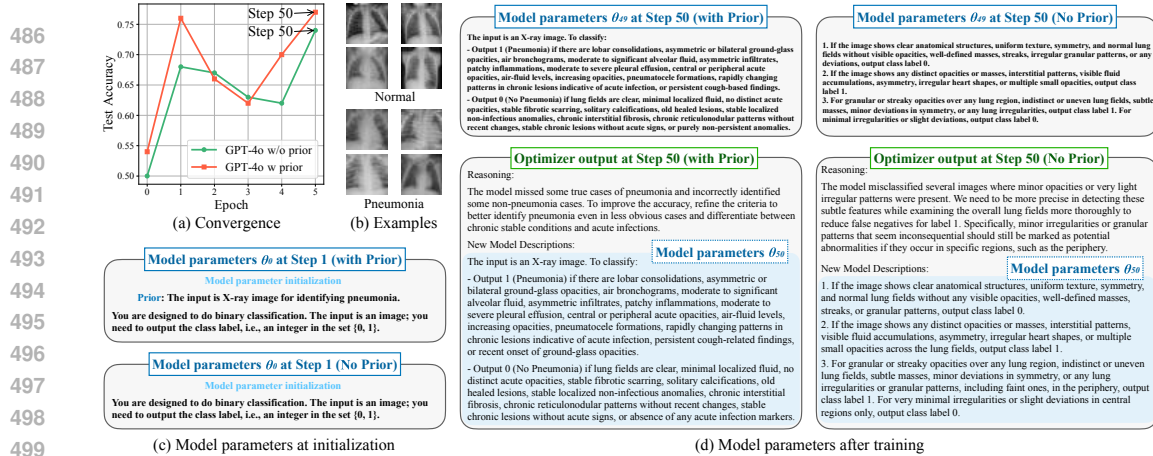 486
487
488
489
490
491
492
493
494
495
496
497
498
499
Test Accuracy
0.75
0.70
0.65
0.60
0.55
0.50
Step 50
Step 50
GPT-4o w/o prior
GPT-4o w prior
0 1 2 3 4 5
Epoch
(a) Convergence
Normal
Pneumonia
(b) Examples
Model parameters θ0 at Step 1 (with Prior)
Model parameter initialization
Prior: The input is X-ray image for identifying pneumonia.
You are designed to do binary classification. The input is an image; you
need to output the class label, i.e., an integer in the set {0, 1}.
Model parameters θ0 at Step 1 (No Prior)
Model parameter initialization
You are designed to do binary classification. The input is an image; you
need to output the class label, i.e., an integer in the set {0, 1}.
(c) Model parameters at initialization
Model parameters θ49 at Step 50 (with Prior)
The input is an X-ray image. To classify:
- Output 1 (Pneumonia) if there are lobar consolidations, asymmetric or bilateral ground-glass
opacities, air bronchograms, moderate to significant alveolar fluid, asymmetric infiltrates,
patchy inflammations, moderate to severe pleural effusion, central or peripheral acute
opacities, air-fluid levels, increasing opacities, pneumatocele formations, rapidly changing
patterns in chronic lesions indicative of acute infection, or persistent cough-based findings.
- Output 0 (No Pneumonia) if lung fields are clear, minimal localized fluid, no distinct acute
opacities, stable fibrotic scarring, solitary calcifications, old healed lesions, stable localized
non-infectious anomalies, chronic interstitial fibrosis, chronic reticulonodular patterns without
recent changes, stable chronic lesions without acute signs, or purely non-persistent anomalies.
Optimizer output at Step 50 (with Prior)
Reasoning:
The model missed some true cases of pneumonia and incorrectly identified
some non-pneumonia cases. To improve the accuracy, refine the criteria to
better identify pneumonia even in less obvious cases and differentiate between
chronic stable conditions and acute infections.
New Model Descriptions:
Model parameters θ50
The input is an X-ray image. To classify:
- Output 1 (Pneumonia) if there are lobar consolidations, asymmetric or
bilateral ground-glass opacities, air bronchograms, moderate to significant
alveolar fluid, asymmetric infiltrates, patchy inflammations, moderate to
severe pleural effusion, central or peripheral acute opacities, air-fluid levels,
increasing opacities, pneumatocele formations, rapidly changing patterns in
chronic lesions indicative of acute infection, persistent cough-related findings,
or recent onset of ground-glass opacities.
- Output 0 (No Pneumonia) if lung fields are clear, minimal localized fluid, no
distinct acute opacities, stable fibrotic scarring, solitary calcifications, old
healed lesions, stable localized non-infectious anomalies, chronic interstitial
fibrosis, chronic reticulonodular patterns without recent changes, stable
chronic lesions without acute signs, or absence of any acute infection markers.
Model parameters θ49 at Step 50 (No Prior)
1. If the image shows clear anatomical structures, uniform texture, symmetry, and normal lung
fields without visible opacities, well-defined masses, streaks, irregular granular patterns, or any
deviations, output class label 0.
2. If the image shows any distinct opacities or masses, interstitial patterns, visible fluid
accumulations, asymmetry, irregular heart shapes, or multiple small opacities, output class
label 1.
3. For granular or streaky opacities over any lung region, indistinct or uneven lung fields, subtle
masses, minor deviations in symmetry, or any lung irregularities, output class label 1. For
minimal irregularities or slight deviations, output class label 0.
Optimizer output at Step 50 (No Prior)
Reasoning:
The model misclassified several images where minor opacities or very light
irregular patterns were present. We need to be more precise in detecting these
subtle features while examining the overall lung fields more thoroughly to
reduce false negatives for label 1. Specifically, minor irregularities or granular
patterns that seem inconsequential should still be marked as potential
abnormalities if they occur in specific regions, such as the periphery.
New Model Descriptions:
Model parameters θ50
1. If the image shows clear anatomical structures, uniform texture, symmetry,
and normal lung fields without any visible opacities, well-defined masses,
streaks, or granular patterns, output class label 0.
2. If the image shows any distinct opacities or masses, interstitial patterns,
visible fluid accumulations, asymmetry, irregular heart shapes, or multiple
small opacities across the lung fields, output class label 1.
3. For granular or streaky opacities over any lung region, indistinct or uneven
lung fields, subtle masses, minor deviations in symmetry, or any lung
irregularities or granular patterns, including faint ones, in the periphery, output
class label 1. For very minimal irregularities or slight deviations in central
regions only, output class label 0.
(d) Model parameters after training